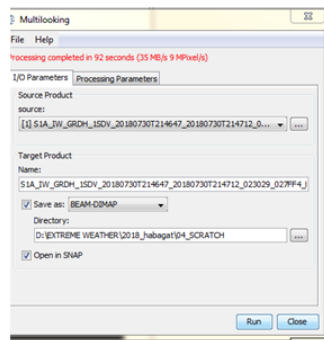 Multilooking
File Help
Processing completed in 92 seconds (35 MB/s 9 MPixel/s)
I/O Parameters Processing Parameters
Source Product
source:
[1] S1A_IW_GRDH_1SDV_20180730T214647_20180730T214712_0... ...
Target Product
Name:
S1A_IW_GRDH_1SDV_20180730T214647_20180730T214712_023029_027FF4_
Save as: BEAM-DIMAP
Directory:
D:\EXTREME WEATHER\2018_habagat\04_SCRATCH ...
Open in SNAP
Run Close